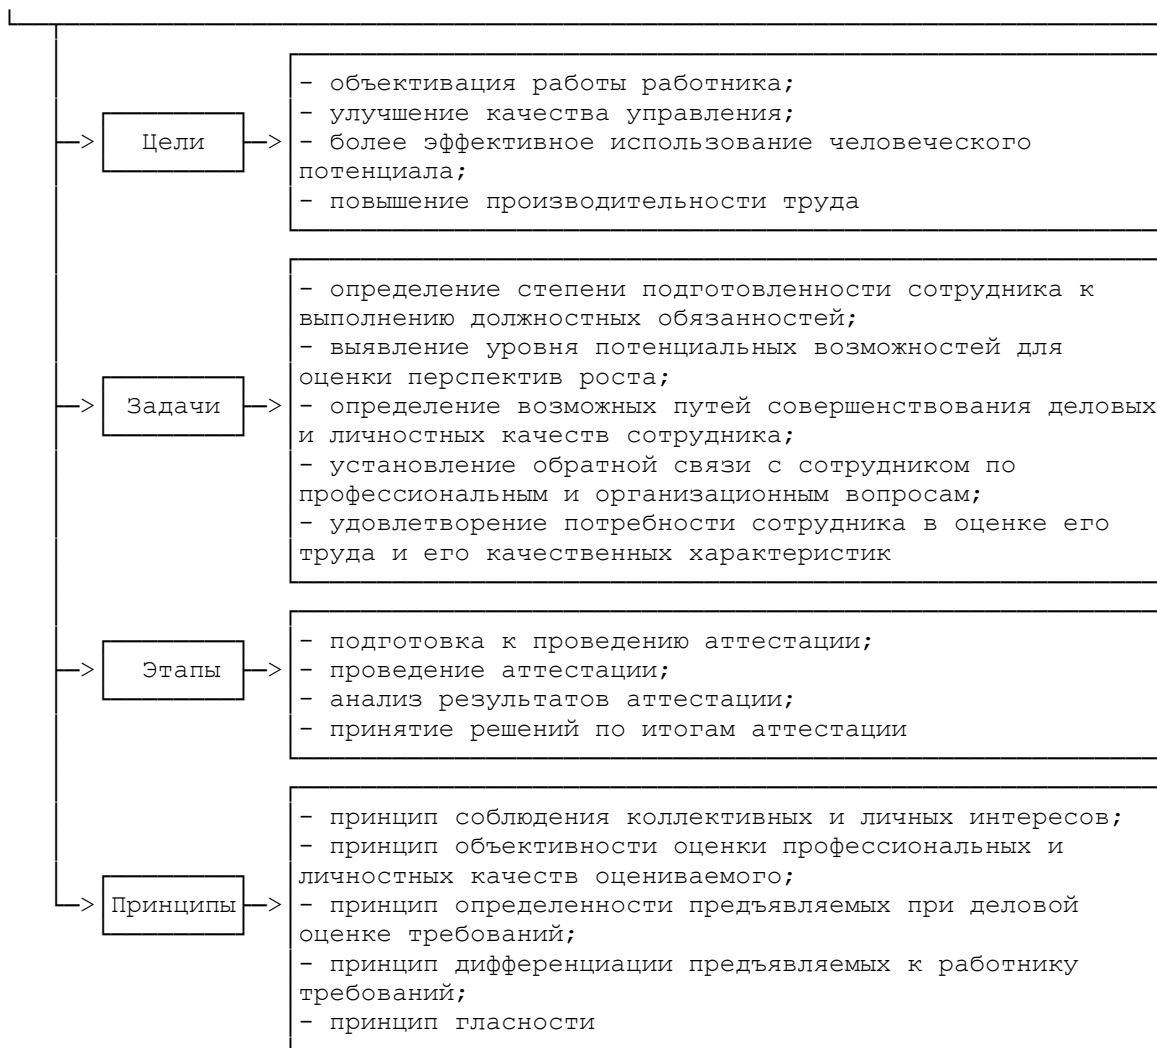 - объективация работы работника;
- улучшение качества управления;
Цели
- более эффективное использование человеческого
потенциала;
- повышение производительности труда
- определение степени подготовленности сотрудника к
выполнению должностных обязанностей;
- выявление уровня потенциальных возможностей для
оценки перспектив роста;
Задачи
- определение возможных путей совершенствования деловых
и личностных качеств сотрудника;
- установление обратной связи с сотрудником по
профессиональным и организационным вопросам;
- удовлетворение потребности сотрудника в оценке его
труда и его качественных характеристик
- подготовка к проведению аттестации;
Этапы
- проведение аттестации;
- анализ результатов аттестации;
- принятие решений по итогам аттестации
- принцип соблюдения коллективных и личных интересов;
- принцип объективности оценки профессиональных и
личностных качеств оцениваемого;
Принципы
- принцип определенности предъявляемых при деловой
оценке требований;
- принцип дифференциации предъявляемых к работнику
требований;
- принцип гласности